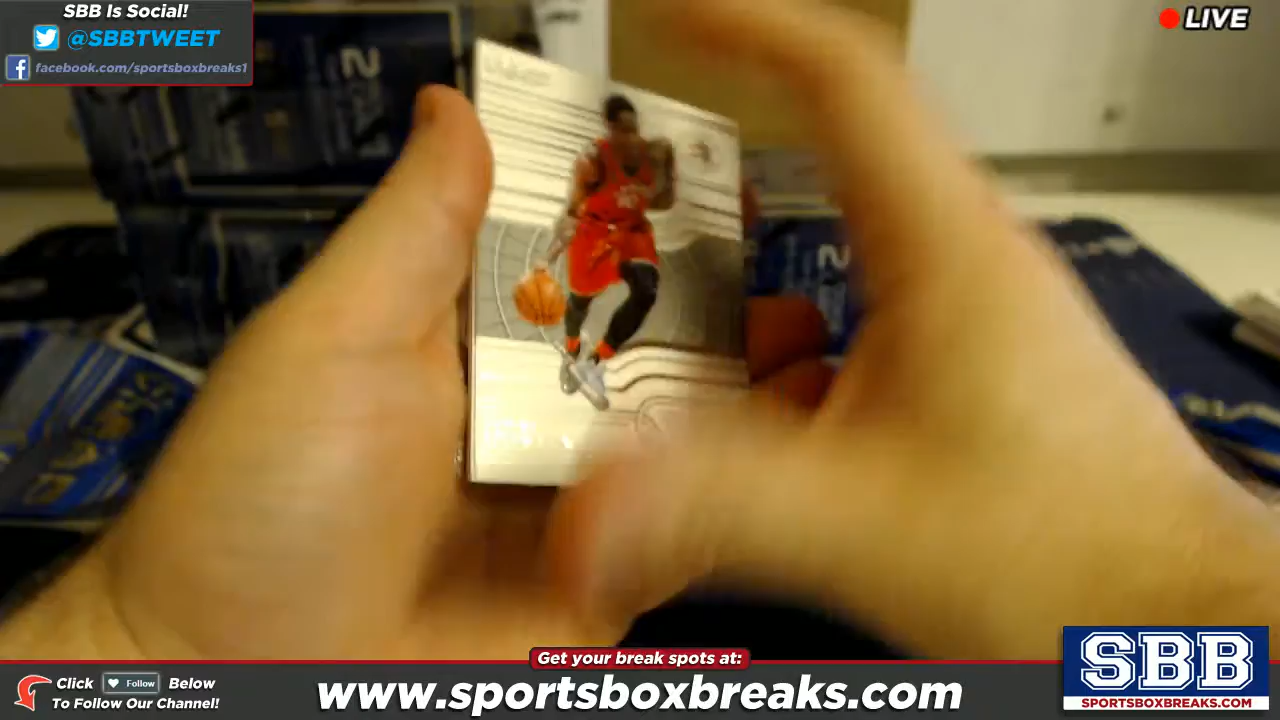 SBB Is Social!
@SBBTWEET
facebook.com/sportsboxbreaks1
LIVE
Get your break spots at:
Click Follow Below
To Follow Our Channel!
www.sportsboxbreaks.com
SBB
SPORTSBOXBREAKS.COM